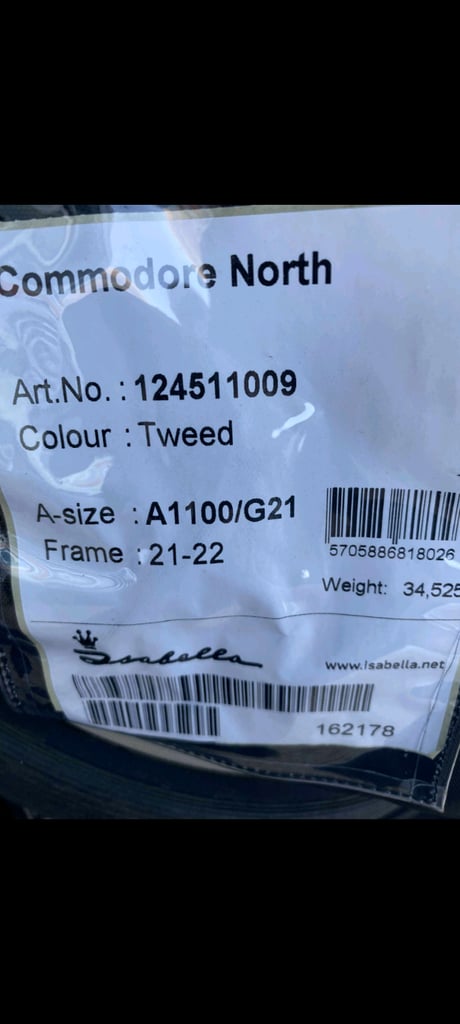 Commodore North
Art.No. : 124511009
Colour : Tweed
A-size : A1100/G21
Frame : 21-22
5705886818026
Weight: 34,525
Isabella
www.Isabella.net
162178